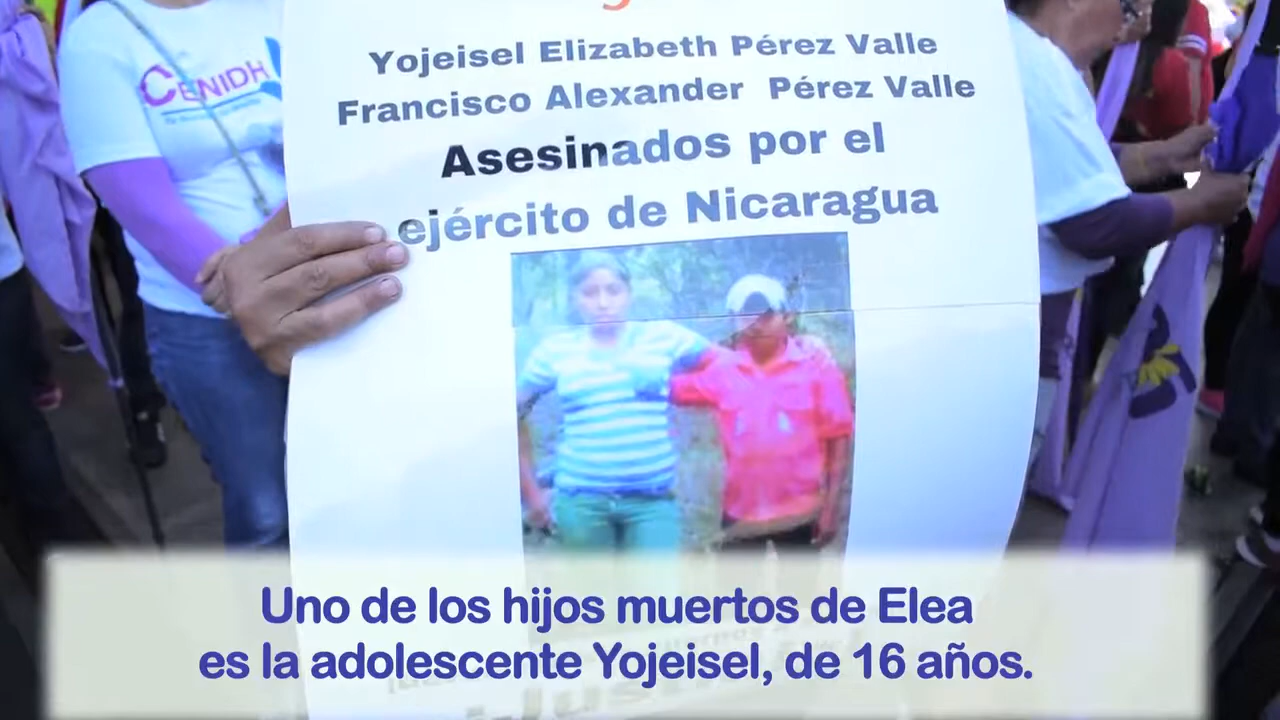 CENIDH
Yojeisel Elizabeth Pérez Valle
Francisco Alexander Pérez Valle
Asesinados por el
ejército de Nicaragua
Uno de los hijos muertos de Elea
es la adolescente Yojeisel, de 16 años.